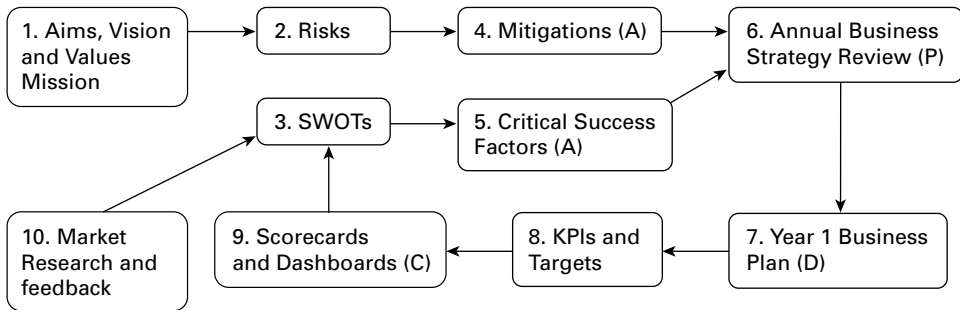 1. Aims, Vision
and Values
Mission
2. Risks
4. Mitigations (A)
6. Annual Business
Strategy Review (P)
3. SWOTs
5. Critical Success
Factors (A)
10. Market
Research and
feedback
9. Scorecards
and Dashboards (C)
8. KPIs and
Targets
7. Year 1 Business
Plan (D)